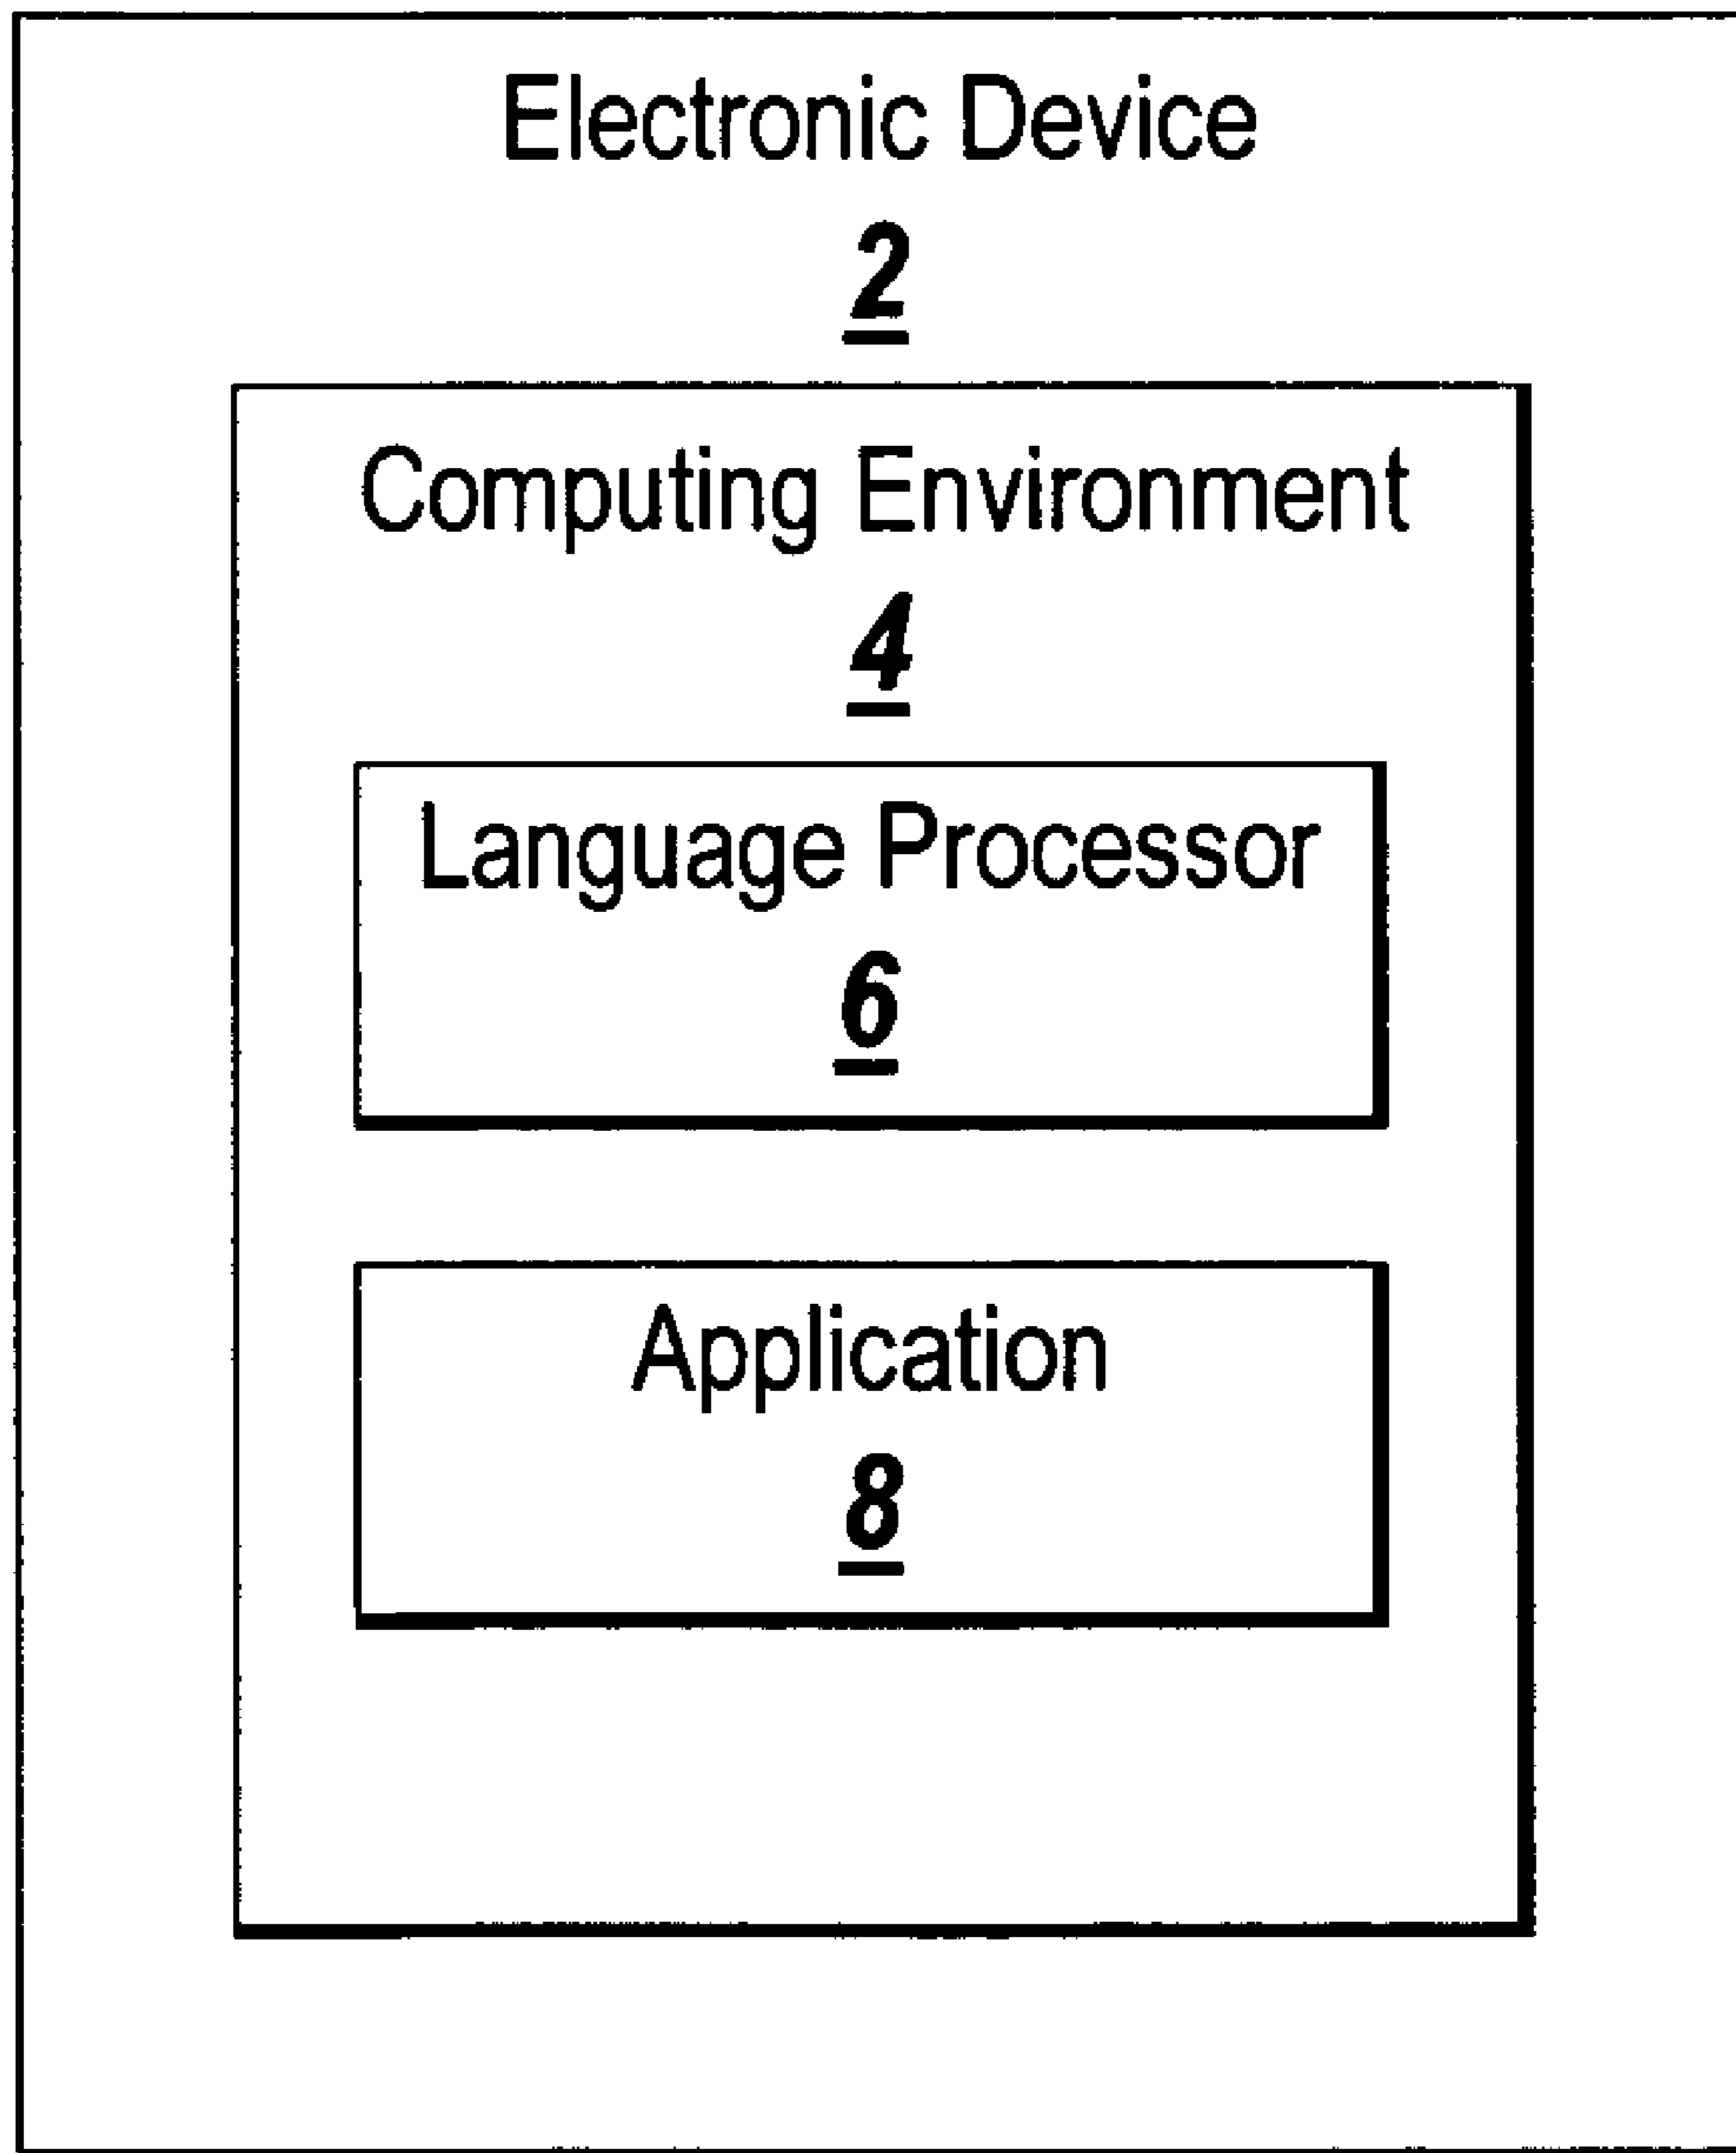 Electronic Device
2
Computing Environment
4
Language Processor
6
Application
8